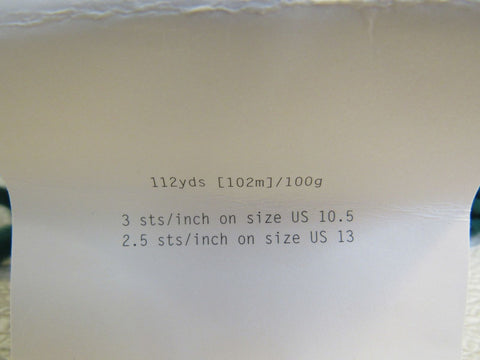 112yds [102m]/100g
3 sts/inch on size US 10.5
2.5 sts/inch on size US 13